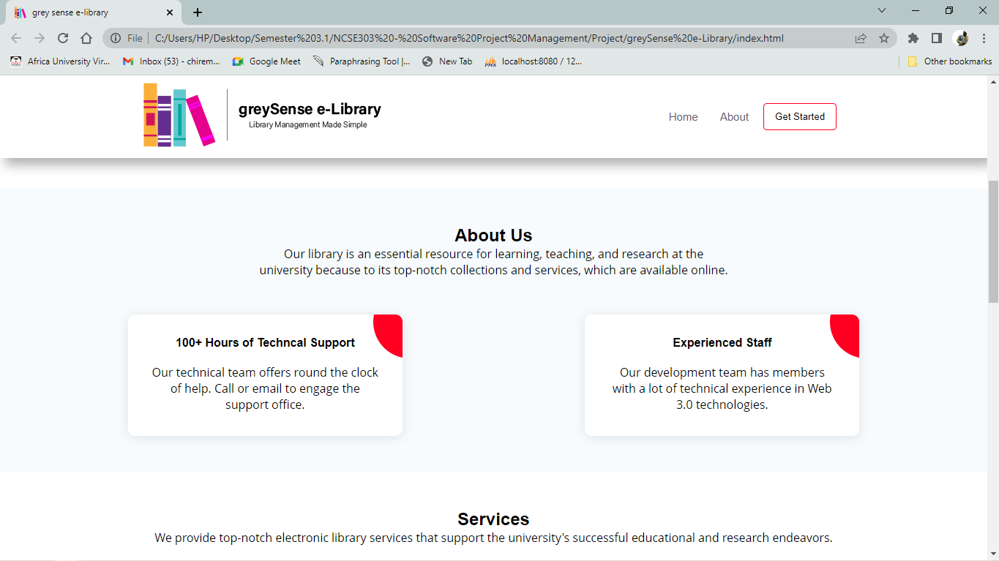 grey sense e-library
File
C:/Users/HP/Desktop/Semester%203.1/NCSE303%20-%20Software%20Project%20Management/Project/greySense%20e-Library/index.html
Africa University Vir...
Inbox (53) - chirem...
Google Meet
Paraphrasing Tool |...
New Tab
PMA
localhost:8080 / 12...
Other bookmarks
greySense e-Library
Library Management Made Simple
Home
About
Get Started
About Us
Our library is an essential resource for learning, teaching, and research at the
university because to its top-notch collections and services, which are available online.
100+ Hours of Techncal Support
Our technical team offers round the clock
of help. Call or email to engage the
support office.
Experienced Staff
Our development team has members
with a lot of technical experience in Web
3.0 technologies.
Services
We provide top-notch electronic library services that support the university's successful educational and research endeavors.